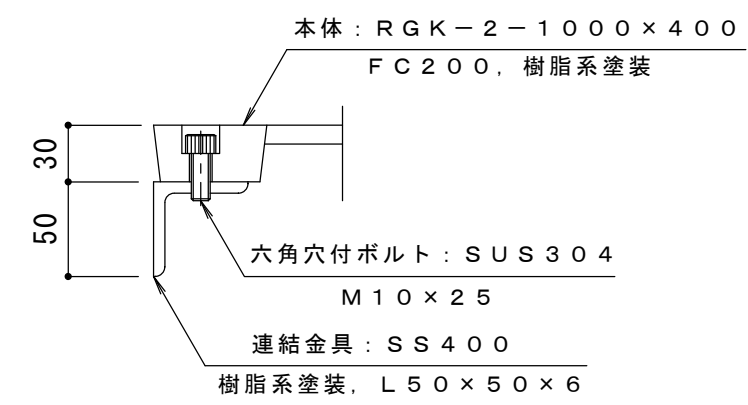 本体：ＲＧＫ－２－１０００×４００
ＦＣ２００，樹脂系塗装
30
50
六角穴付ボルト：ＳＵＳ３０４
Ｍ１０×２５
連結金具：ＳＳ４００
樹脂系塗装，Ｌ５０×５０×６